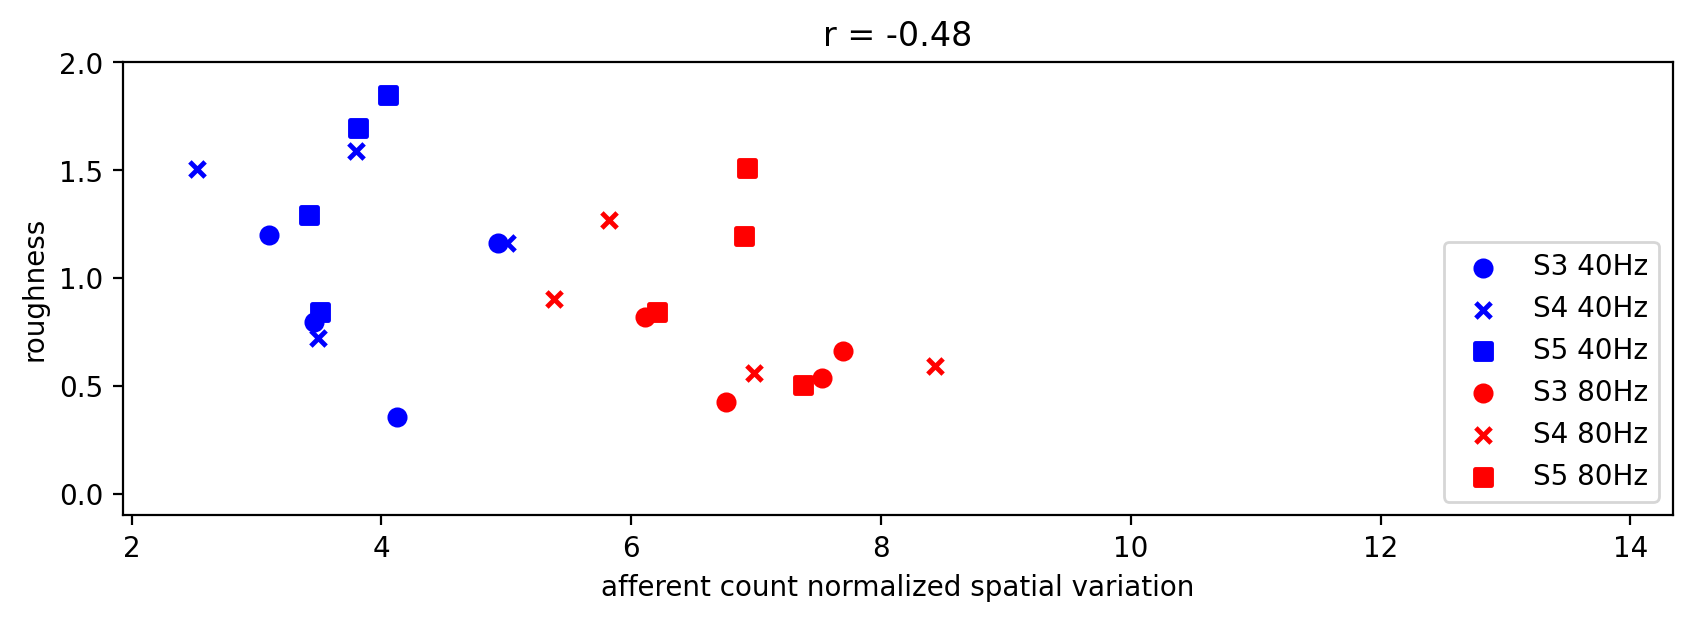 r = -0.48
2.0
1.5
1.0
0.5
0.0
roughness
S3 40Hz
S4 40Hz
S5 40Hz
S3 80Hz
S4 80Hz
S5 80Hz
2 4 6 8 10 12 14
afferent count normalized spatial variation